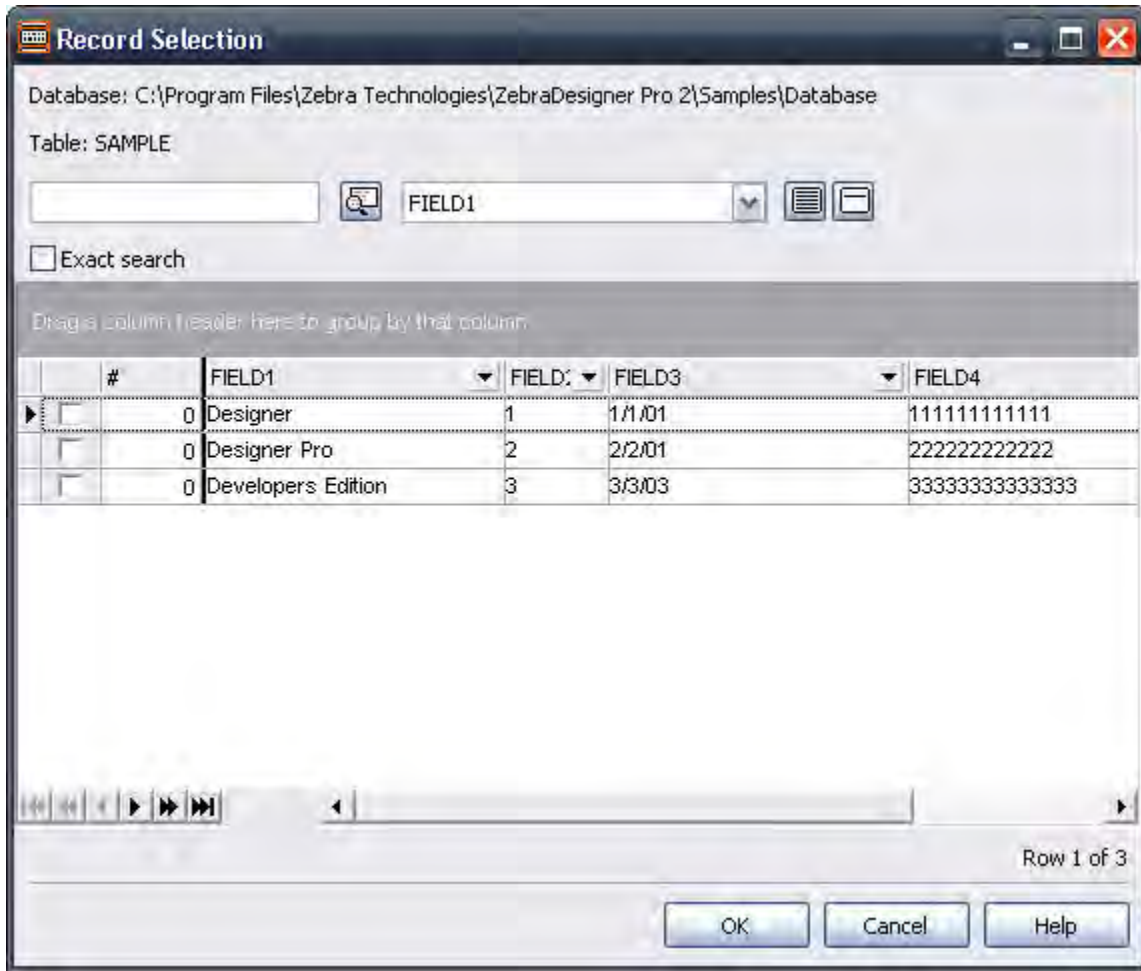 Record Selection
Database: C:\Program Files\Zebra Technologies\ZebraDesigner Pro 2\Samples\Database
Table: SAMPLE
FIELD1
Exact search
Drag a column header here to group by that column
# FIELD1 FIELD: FIELD3 FIELD4
0 Designer 1 1/1/01 111111111111
0 Designer Pro 2 2/2/01 222222222222
0 Developers Edition 3 3/3/03 33333333333333
Row 1 of 3
OK Cancel Help